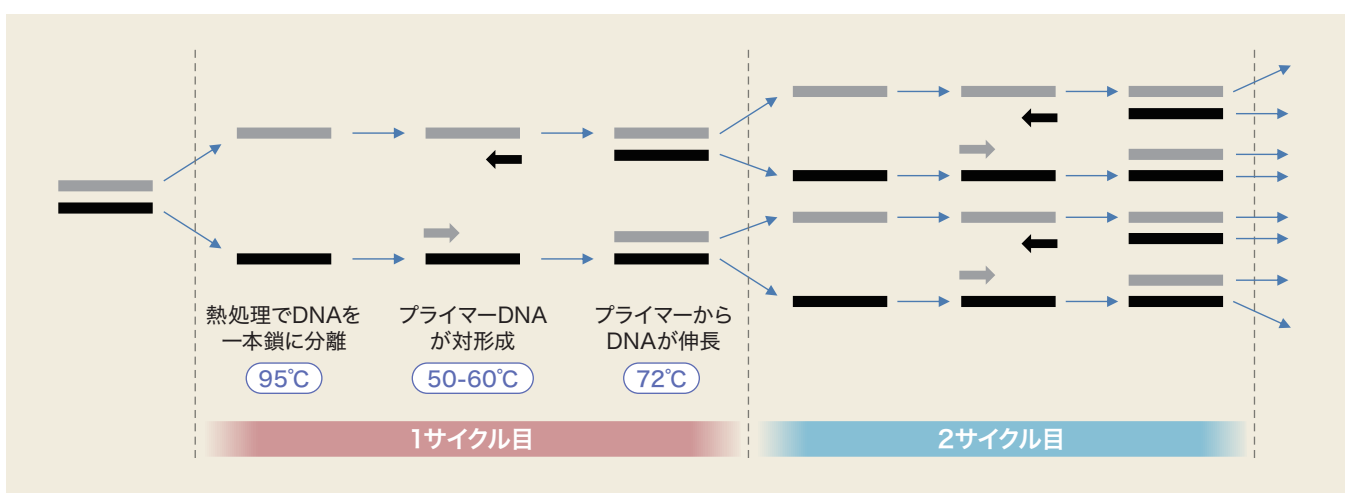 熱処理でDNAを
一本鎖に分離
95℃
プライマーDNA
が対形成
50-60℃
プライマーから
DNAが伸長
72℃
1サイクル目
2サイクル目